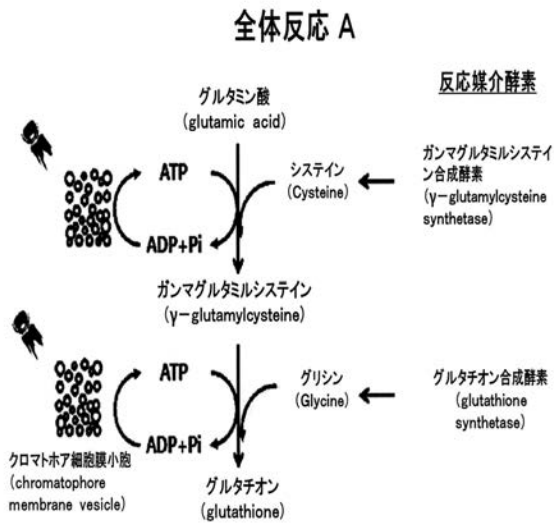 全体反応 A
反応媒介酵素
グルタミン酸
(glutamic acid)
ATP
システイン
(Cysteine)
ガンマグルタミルシステイ
ン合成酵素
(γ-glutamylcysteine
synthetase)
ADP+Pi
ガンマグルタミルシステイン
(γ-glutamylcysteine)
ATP
グリシン
(Glycine)
グルタチオン合成酵素
(glutathione
synthetase)
ADP+Pi
クロマトホア細胞膜小胞
(chromatophore
membrane vesicle)
グルタチオン
(glutathione)